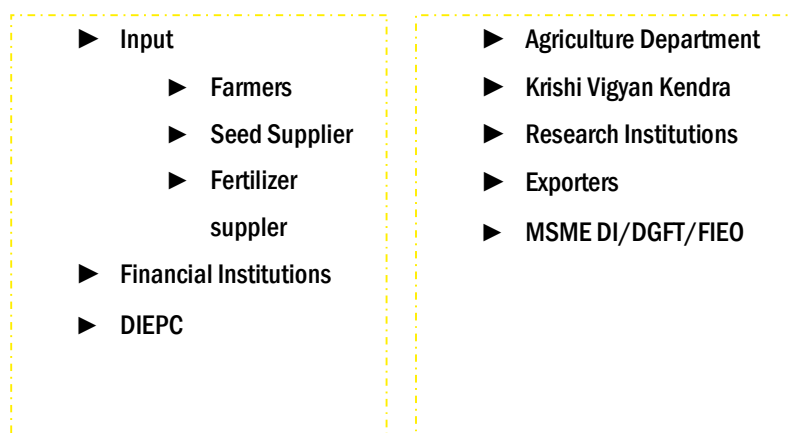 ► Input
► Farmers
► Seed Supplier
► Fertilizer
suppler
► Financial Institutions
► DIEPC
► Agriculture Department
► Krishi Vigyan Kendra
► Research Institutions
► Exporters
► MSME DI/DGFT/FIEO